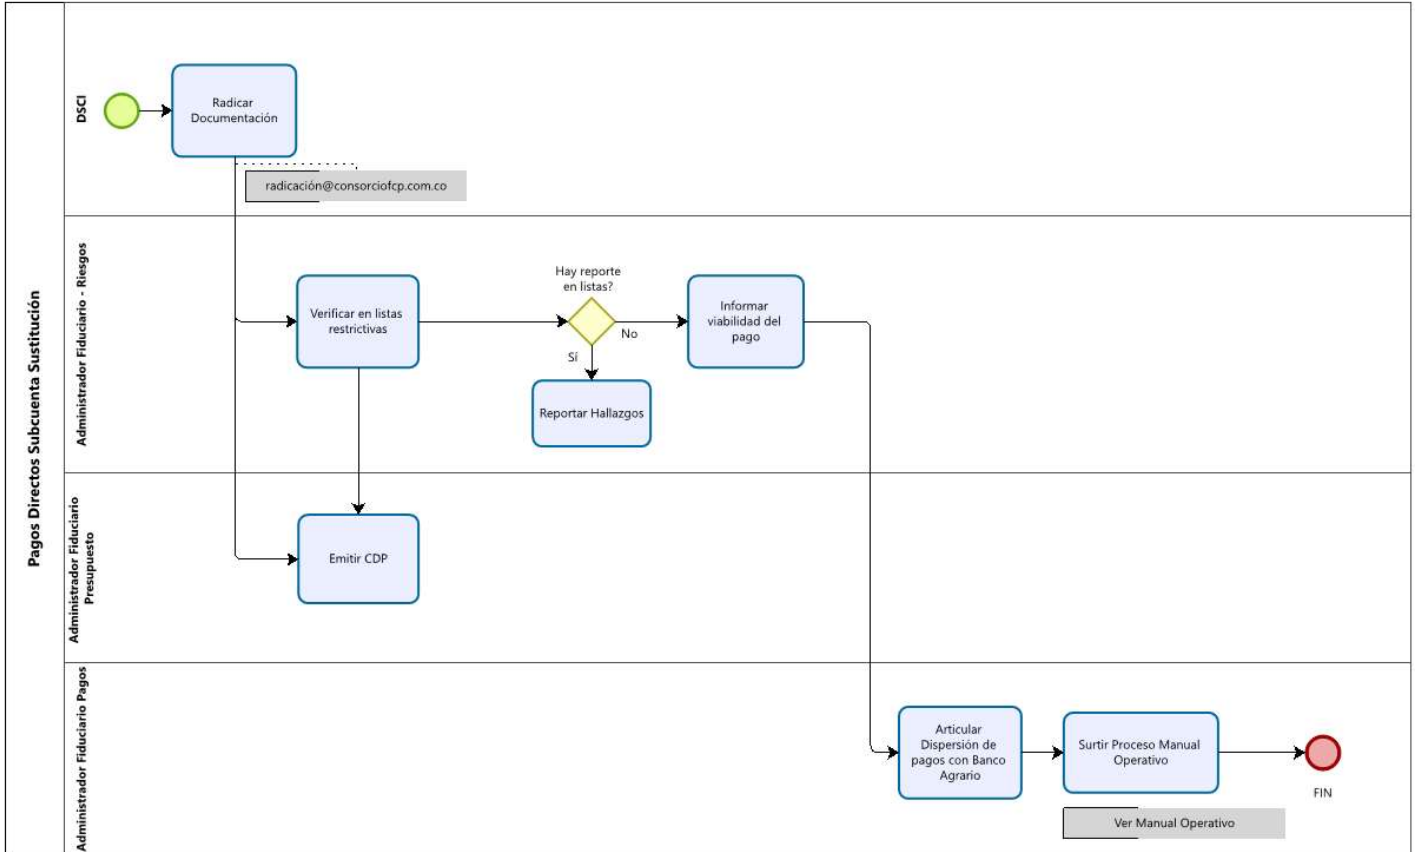 Pagos Directos Subcuenta Sustitución
DSCI
Radicar
Documentación
radicación@consorciofcp.com.co
Administrador Fiduciario - Riesgos
Verificar en listas
restrictivas
Hay reporte
en listas?
No
Sí
Informar
viabilidad del
pago
Reportar Hallazgos
Administrador Fiduciario
Presupuesto
Emitir CDP
Administrador Fiduciario Pagos
Articular
Dispersión de
pagos con Banco
Agrario
Surtir Proceso Manual
Operativo
Ver Manual Operativo
FIN